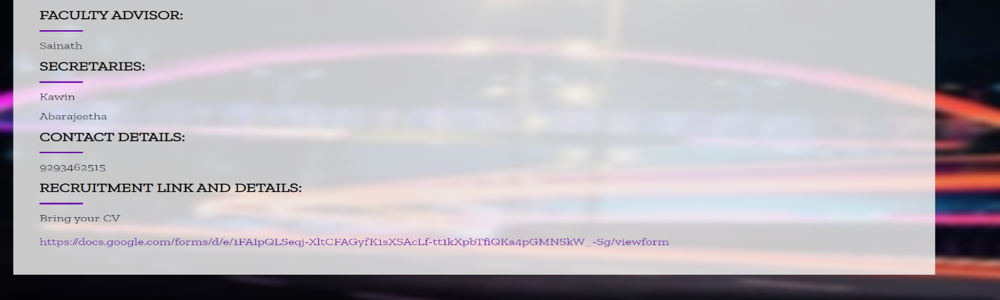 FACULTY ADVISOR:
Sainath
SECRETARIES:
Kawin
Abarajeetha
CONTACT DETAILS:
9293462515
RECRUITMENT LINK AND DETAILS:
Bring your CV
https://docs.google.com/forms/d/e/1FAIpQLSeqj-XltCFAGyfK1sXSAcLf-tt1kXpbTfiQKa4pGMNSkW_-Sg/viewform